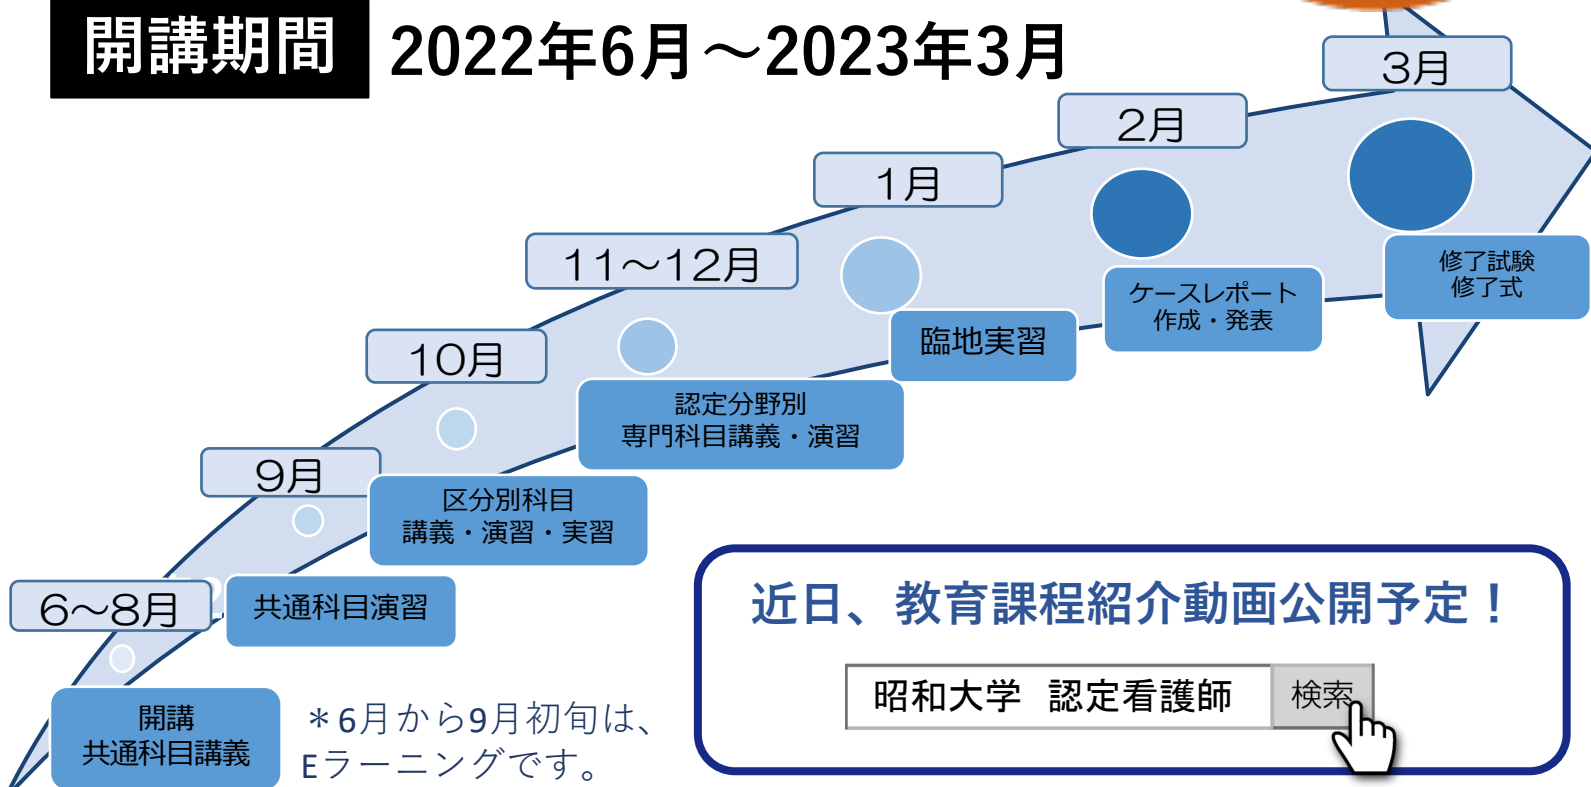 開講期間
2022年6月～2023年3月
3月
2月
1月
11～12月
10月
9月
6～8月
修了試験
修了式
ケースレポート
作成・発表
臨地実習
認定分野別
専門科目講義・演習
区分別科目
講義・演習・実習
共通科目演習
開講
共通科目講義
＊6月から9月初旬は、
Eラーニングです。
近日、教育課程紹介動画公開予定！
昭和大学　認定看護師
検索